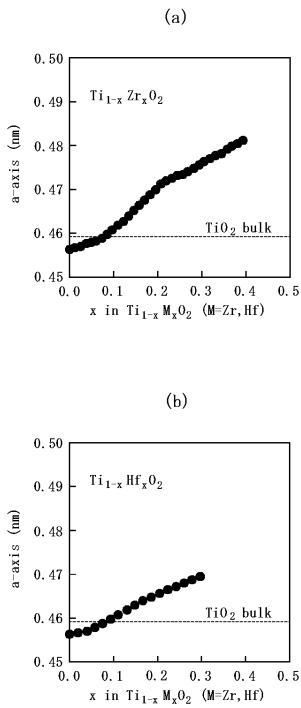 (a)
0.50
0.49
0.48
0.47
0.46
0.45
a-axis (nm)
Ti1-x ZrxO2
TiO2 bulk
0.0 0.1 0.2 0.3 0.4 0.5
x in Ti1-x MxO2 (M=Zr,Hf)
(b)
0.50
0.49
0.48
0.47
0.46
0.45
a-axis (nm)
Ti1-x HfxO2
TiO2 bulk
0.0 0.1 0.2 0.3 0.4 0.5
x in Ti1-x MxO2 (M=Zr,Hf)